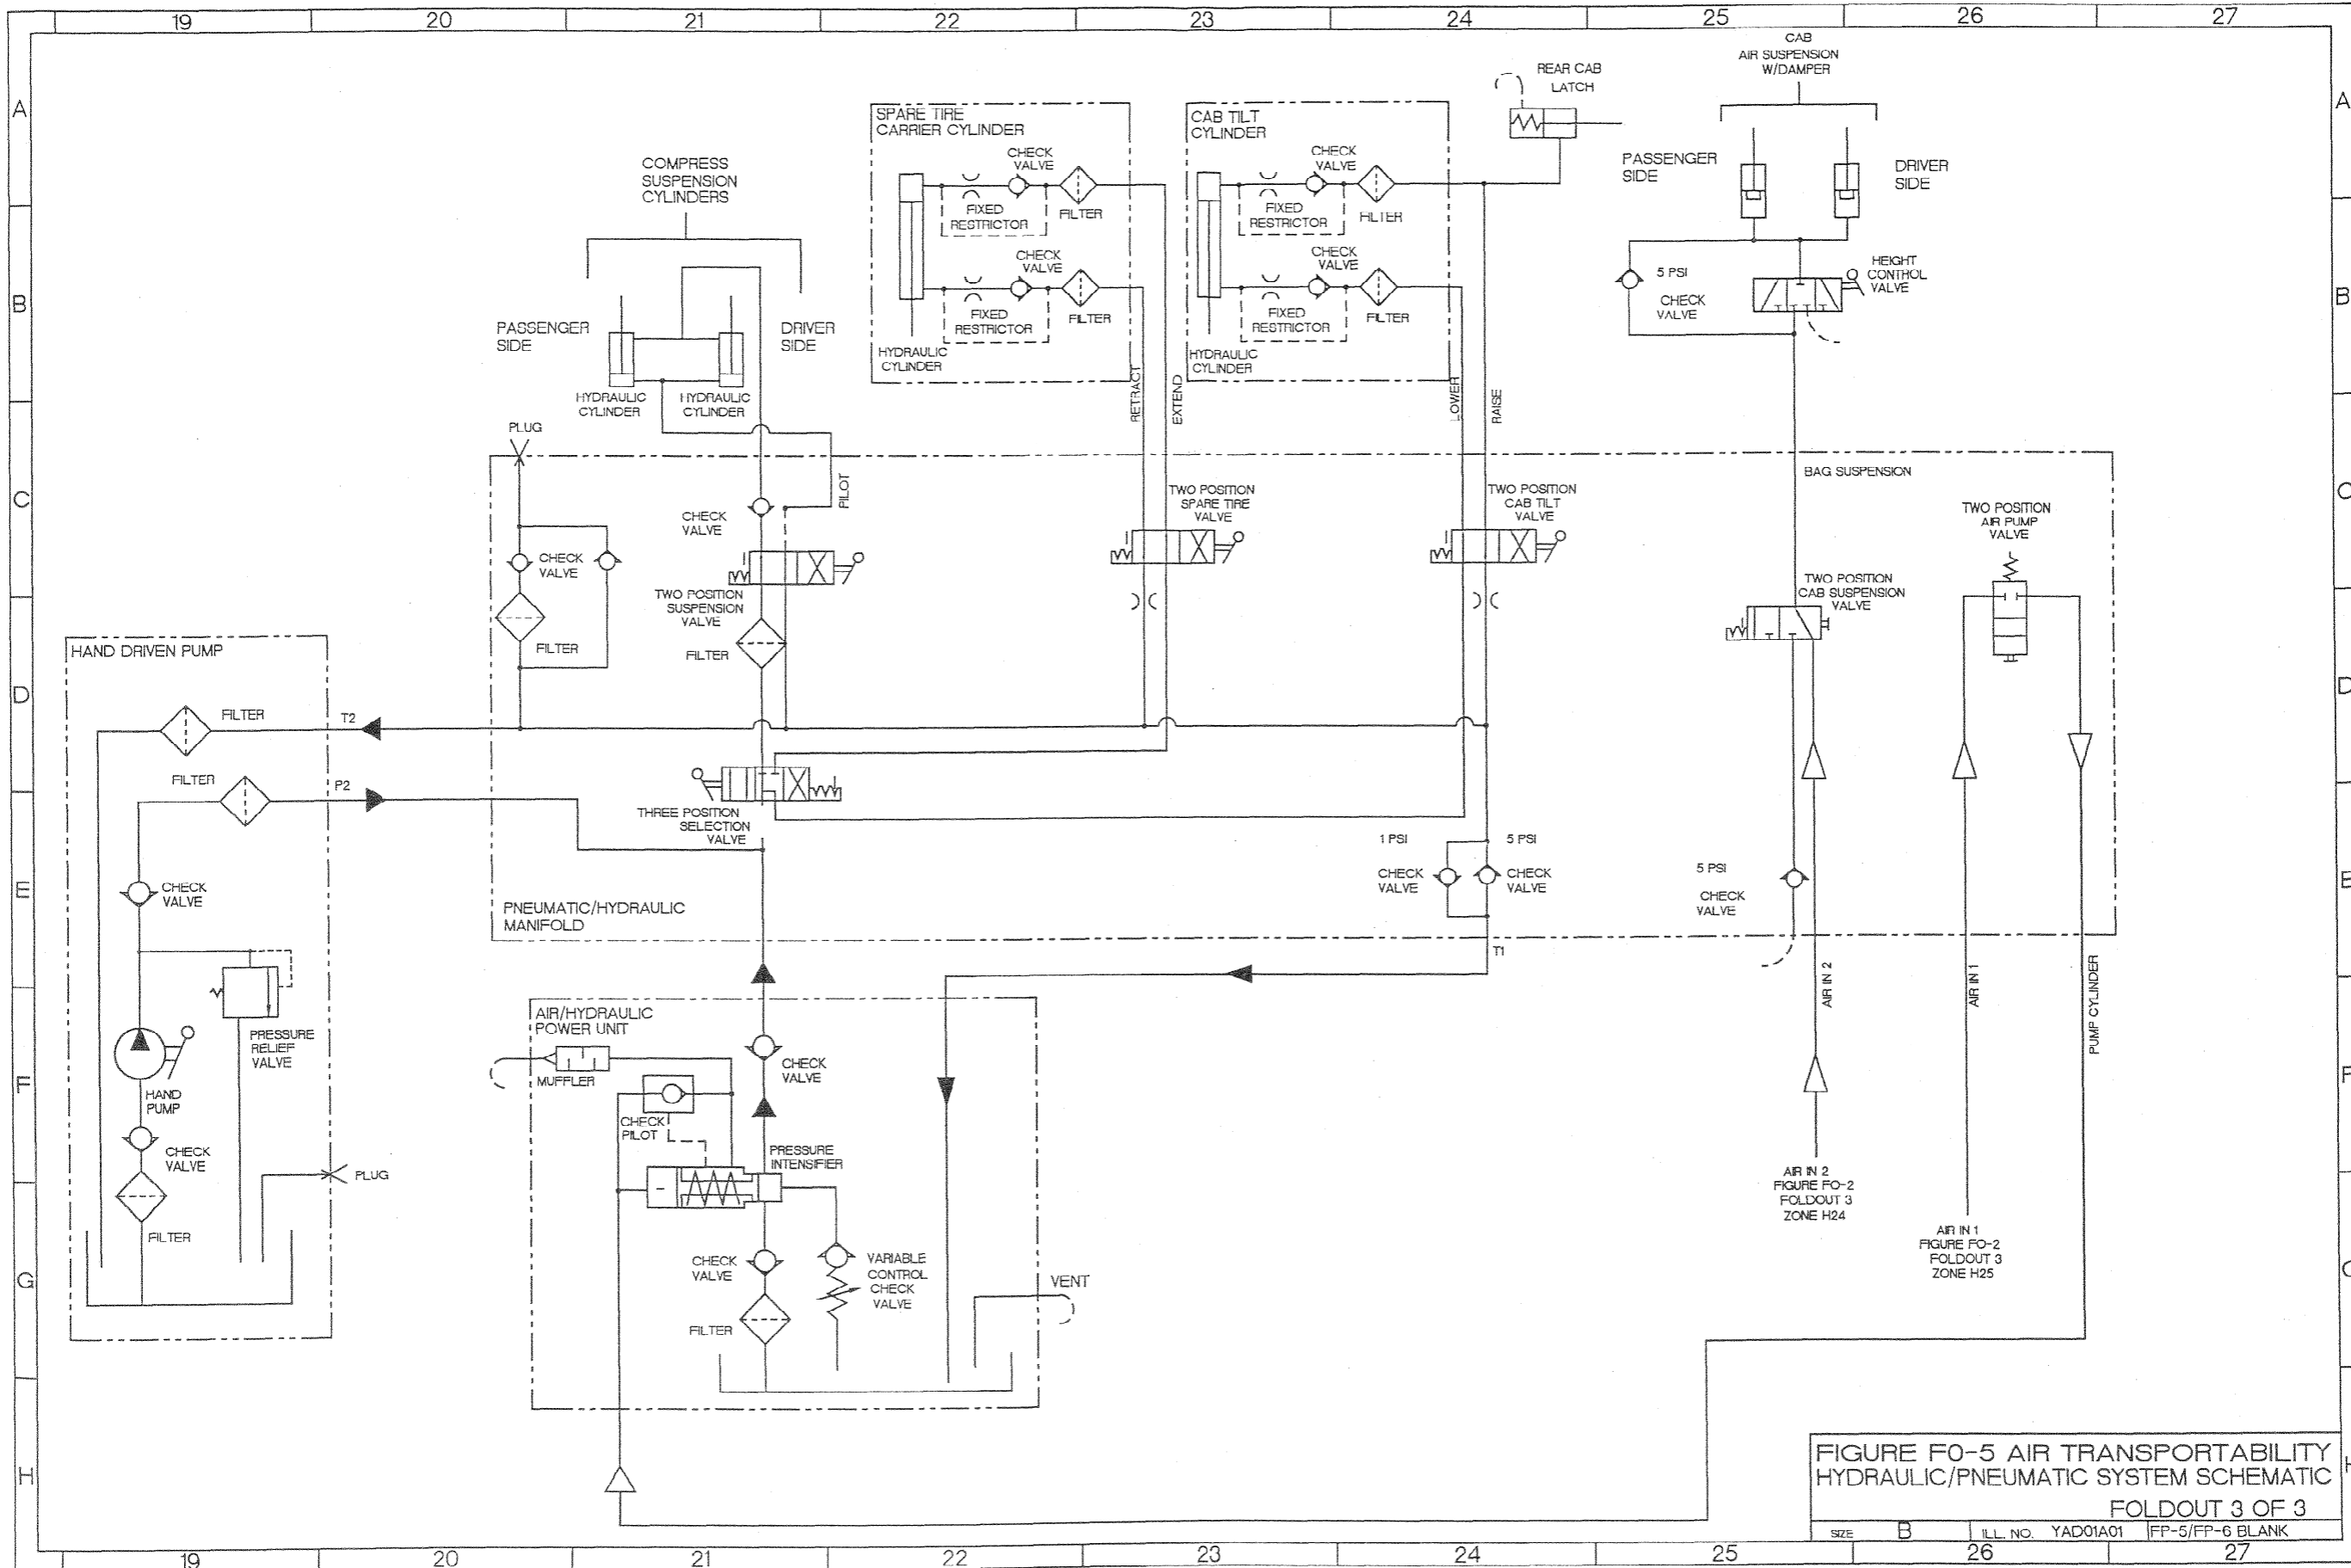 19 20 21 22 23 24 25 26 27
A
B
C
D
E
F
G
H
CAB
AIR SUSPENSION
W/DAMPER
REAR CAB
LATCH
SPARE TIRE
CARRIER CYLINDER
CHECK
VALVE
FIXED
RESTRICTOR
FILTER
CHECK
VALVE
FIXED
RESTRICTOR
FILTER
HYDRAULIC
CYLINDER
CAB TILT
CYLINDER
CHECK
VALVE
FIXED
RESTRICTOR
FILTER
CHECK
VALVE
FIXED
RESTRICTOR
FILTER
HYDRAULIC
CYLINDER
COMPRESS
SUSPENSION
CYLINDERS
PASSENGER
SIDE
DRIVER
SIDE
HYDRAULIC
CYLINDER
HYDRAULIC
CYLINDER
PASSENGER
SIDE
DRIVER
SIDE
5 PSI
CHECK
VALVE
HEIGHT
CONTROL
VALVE
RETRACT
EXTEND
LOWER
RAISE
PLUG
PILOT
CHECK
VALVE
CHECK
VALVE
FILTER
TWO POSITION
SUSPENSION
VALVE
FILTER
TWO POSITION
SPARE TIRE
VALVE
TWO POSITION
CAB TILT
VALVE
BAG SUSPENSION
TWO POSITION
AIR PUMP
VALVE
TWO POSITION
CAB SUSPENSION
VALVE
HAND DRIVEN PUMP
FILTER
T2
FILTER
P2
THREE POSITION
SELECTION
VALVE
1 PSI
CHECK
VALVE
5 PSI
CHECK
VALVE
5 PSI
CHECK
VALVE
PNEUMATIC/HYDRAULIC
MANIFOLD
T1
CHECK
VALVE
PRESSURE
RELIEF
VALVE
HAND
PUMP
CHECK
VALVE
FILTER
PLUG
AIR/HYDRAULIC
POWER UNIT
MUFFLER
CHECK
PILOT
CHECK
VALVE
PRESSURE
INTENSIFIER
CHECK
VALVE
FILTER
VARIABLE
CONTROL
CHECK
VALVE
VENT
AIR IN 2
AIR IN 1
PUMP CYLINDER
AIR IN 2
FIGURE FO-2
FOLDOUT 3
ZONE H24
AIR IN 1
FIGURE FO-2
FOLDOUT 3
ZONE H25
FIGURE FO-5 AIR TRANSPORTABILITY
HYDRAULIC/PNEUMATIC SYSTEM SCHEMATIC
FOLDOUT 3 OF 3
SIZE B ILL. NO. YAD01A01 FP-5/FP-6 BLANK
19 20 21 22 23 24 25 26 27
A
B
C
D
E
F
G
H